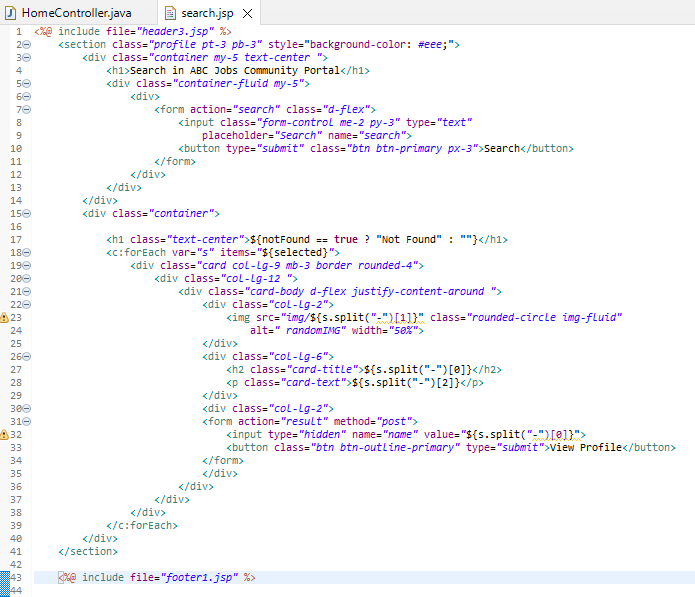 HomeController.java search.jsp
1 <%@ include file="header3.jsp" %>
2 <section class="profile pt-3 pb-3" style="background-color: #eee;">
3 <div class="container my-5 text-center ">
4 <h1>Search in ABC Jobs Community Portal</h1>
5 <div class="container-fluid my-5">
6 <div>
7 <form action="search" class="d-flex">
8 <input class="form-control me-2 py-3" type="text"
9 placeholder="Search" name="search">
10 <button type="submit" class="btn btn-primary px-3">Search</button>
11 </form>
12 </div>
13 </div>
14 </div>
15 <div class="container">
16
17 <h1 class="text-center">${notFound == true ? "Not Found" : ""}</h1>
18 <c:forEach var="s" items="${selected}">
19 <div class="card col-lg-9 mb-3 border rounded-4">
20 <div class="col-lg-12 ">
21 <div class="card-body d-flex justify-content-around ">
22 <div class="col-lg-2">
23 <img src="img/${s.split("-")[1]}" class="rounded-circle img-fluid"
24 alt=" randomIMG" width="50%">
25 </div>
26 <div class="col-lg-6">
27 <h2 class="card-title">${s.split("-")[0]}</h2>
28 <p class="card-text">${s.split("-")[2]}</p>
29 </div>
30 <div class="col-lg-2">
31 <form action="result" method="post">
32 <input type="hidden" name="name" value="${s.split("-")[0]}">
33 <button class="btn btn-outline-primary" type="submit">View Profile</button>
34 </form>
35 </div>
36 </div>
37 </div>
38 </div>
39 </c:forEach>
40 </div>
41 </section>
42
43 <%@ include file="footer1.jsp" %>
44